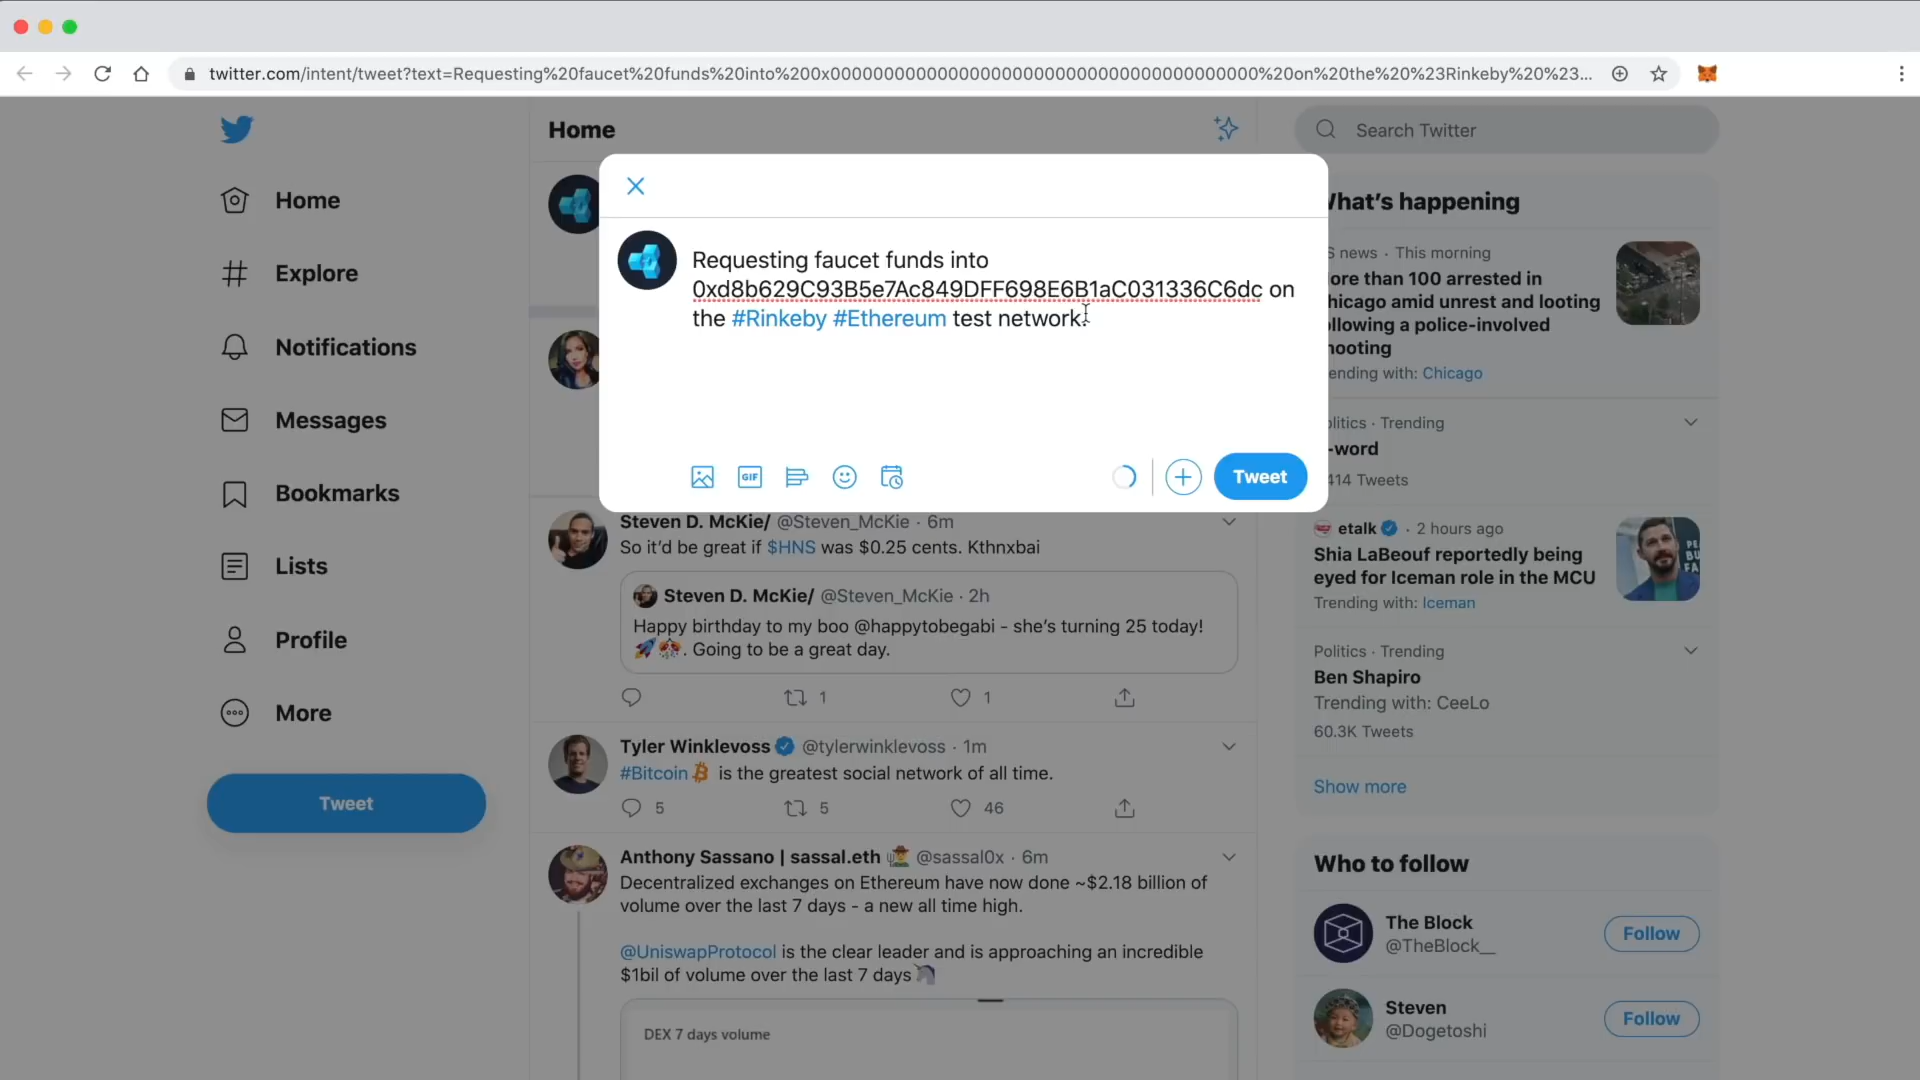 twitter.com/intent/tweet?text=Requesting%20faucet%20funds%20into%200x0000000000000000000000000000000000000000%20on%20the%20%23Rinkeby%20%23...
Home
Explore
Notifications
Messages
Bookmarks
Lists
Profile
More
Tweet
Home
Requesting faucet funds into
0xd8b629C93B5e7Ac849DFF698E6B1aC031336C6dc on
the #Rinkeby #Ethereum test network.
GIF
Tweet
Steven D. McKie/ @Steven_McKie · 6m
So it'd be great if $HNS was $0.25 cents. Kthnxbai
Steven D. McKie/ @Steven_McKie · 2h
Happy birthday to my boo @happytobegabi - she's turning 25 today!
🚀🎊. Going to be a great day.
1 1
Tyler Winklevoss @tylerwinklevoss · 1m
#Bitcoin is the greatest social network of all time.
5 5 46
Anthony Sassano | sassal.eth @sassal0x · 6m
Decentralized exchanges on Ethereum have now done ~$2.18 billion of
volume over the last 7 days - a new all time high.
@UniswapProtocol is the clear leader and is approaching an incredible
$1bil of volume over the last 7 days🦄
DEX 7 days volume
Search Twitter
hat's happening
S news · This morning
ore than 100 arrested in
hicago amid unrest and looting
ollowing a police-involved
hooting
ending with: Chicago
olitics · Trending
-word
414 Tweets
etalk · 2 hours ago
Shia LaBeouf reportedly being
eyed for Iceman role in the MCU
Trending with: Iceman
Politics · Trending
Ben Shapiro
Trending with: CeeLo
60.3K Tweets
Show more
Who to follow
The Block
@TheBlock__
Follow
Steven
@Dogetoshi
Follow